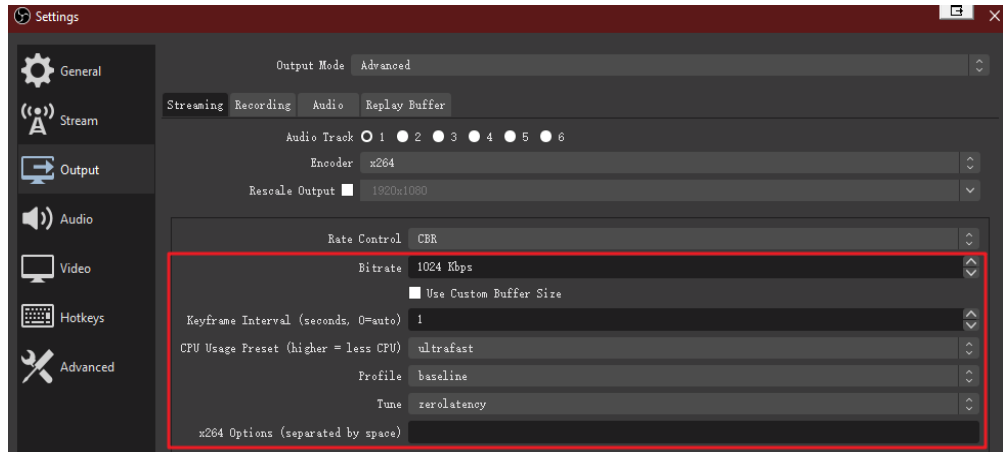 Settings
General
Stream
Output
Audio
Video
Hotkeys
Advanced
Output Mode Advanced
Streaming Recording Audio Replay Buffer
Audio Track 1 2 3 4 5 6
Encoder x264
Rescale Output 1920x1080
Rate Control CBR
Bitrate 1024 Kbps
Use Custom Buffer Size
Keyframe Interval (seconds, 0=auto) 1
CPU Usage Preset (higher = less CPU) ultrafast
Profile baseline
Tune zerolatency
x264 Options (separated by space)